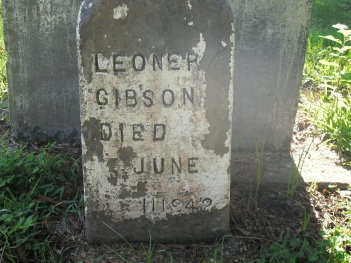 LEONER
GIBSON
DIED
JUNE
11 1942